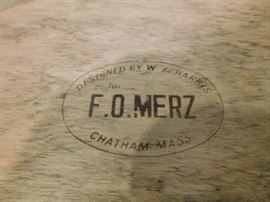 DESIGNED BY W. F. HARRIS
for
F.O.MERZ
CHATHAM MASS